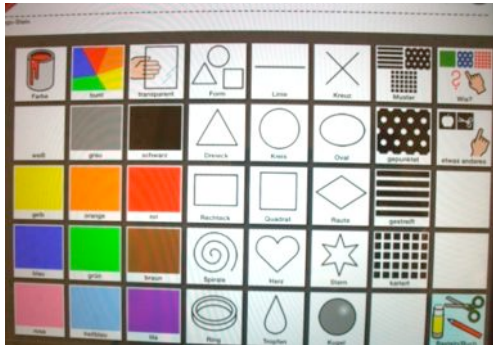 Farbe bunt transparent Form Linie Kreuz Muster Wie?
weiß grau schwarz Dreieck Kreis Oval gepunktet etwas anderes
gelb orange rot Rechteck Quadrat Raute gestreift
blau grün braun Spirale Herz Stern kariert
rosa hellblau lila Ring Tropfen Kugel